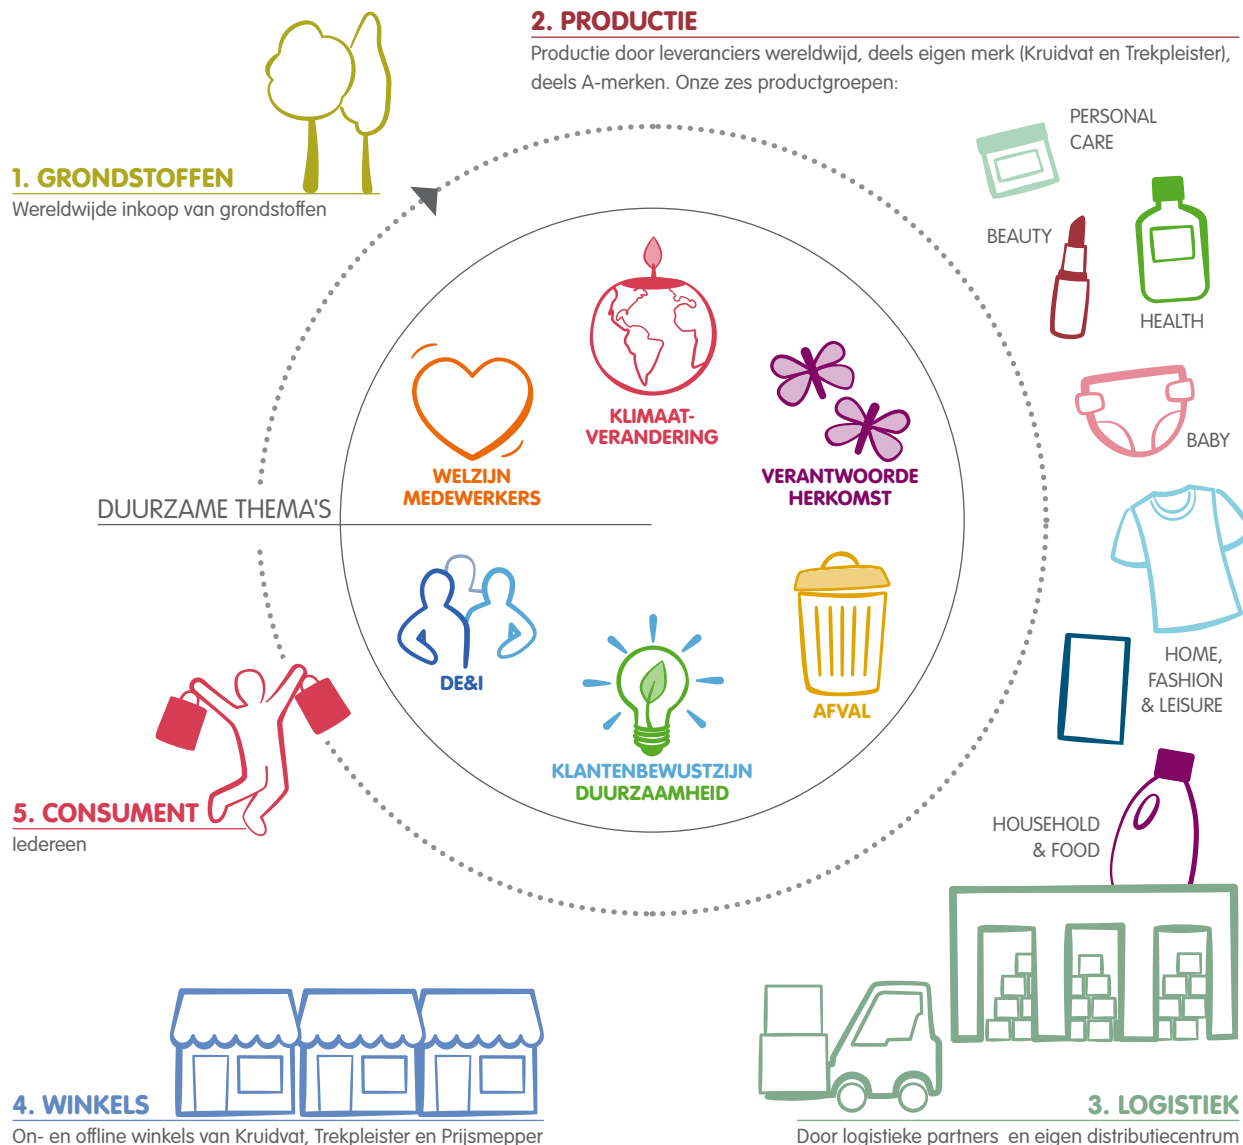 1. GRONDSTOFFEN
Wereldwijde inkoop van grondstoffen
2. PRODUCTIE
Productie door leveranciers wereldwijd, deels eigen merk (Kruidvat en Trekpleister),
deels A-merken. Onze zes productgroepen:
PERSONAL
CARE
BEAUTY
HEALTH
BABY
HOME,
FASHION
& LEISURE
HOUSEHOLD
& FOOD
DUURZAME THEMA'S
KLIMAAT-
VERANDERING
VERANTWOORDE
HERKOMST
AFVAL
KLANTENBEWUSTZIJN
DUURZAAMHEID
DE&I
WELZIJN
MEDEWERKERS
3. LOGISTIEK
Door logistieke partners en eigen distributiecentrum
4. WINKELS
On- en offline winkels van Kruidvat, Trekpleister en Prijsmepper
5. CONSUMENT
Iedereen